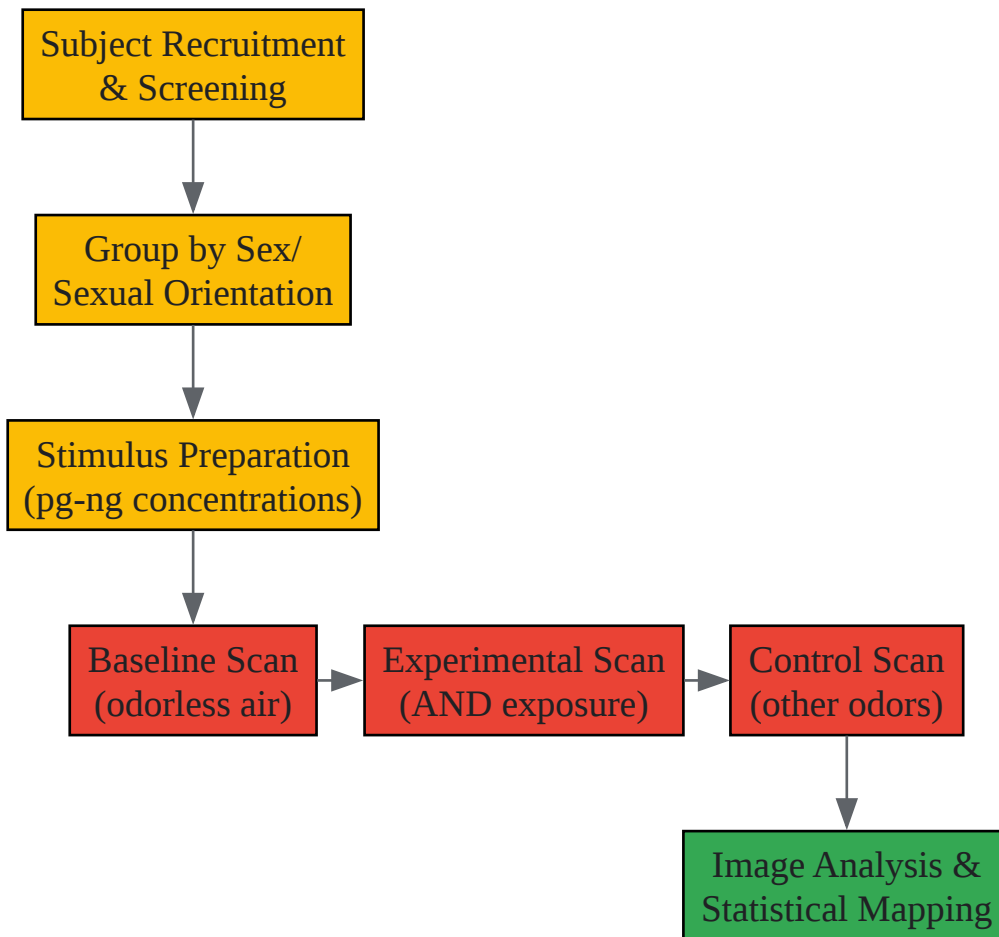 Subject Recruitment
& Screening
Group by Sex/
Sexual Orientation
Stimulus Preparation
(pg-ng concentrations)
Baseline Scan
(odorless air)
Experimental Scan
(AND exposure)
Control Scan
(other odors)
Image Analysis &
Statistical Mapping